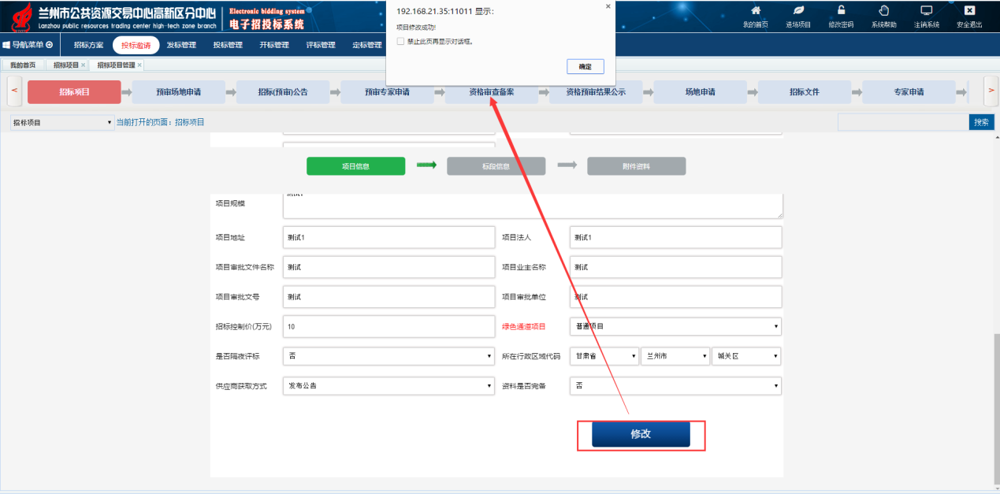 兰州市公共资源交易中心高新区分中心
Lanzhou public resources trading center high-tech zone branch
Electronic bidding system
电子招投标系统
192.168.21.35:11011 显示：
项目修改成功!
禁止此页再显示对话框。
确定
我的首页 进场项目 修改密码 系统帮助 注销系统 安全退出
导航菜单 招标方案 投标邀请 发标管理 投标管理 开标管理 评标管理 定标管理
我的首页 招标项目 × 招标项目管理 ×
< 招标项目 预审场地申请 招标(预审)公告 预审专家申请 资格审查备案 资格预审结果公示 场地申请 招标文件 专家申请 >
招标项目 当前打开的页面：招标项目 搜索
项目信息 标段信息 附件资料
项目规模
项目地址 测试1 项目法人 测试1
项目审批文件名称 测试 项目业主名称 测试
项目审批文号 测试 项目审批单位 测试
招标控制价(万元) 10 绿色通道项目 普通项目
是否隔夜评标 否 所在行政区域代码 甘肃省 兰州市 城关区
供应商获取方式 发布公告 资料是否完备 否
修改